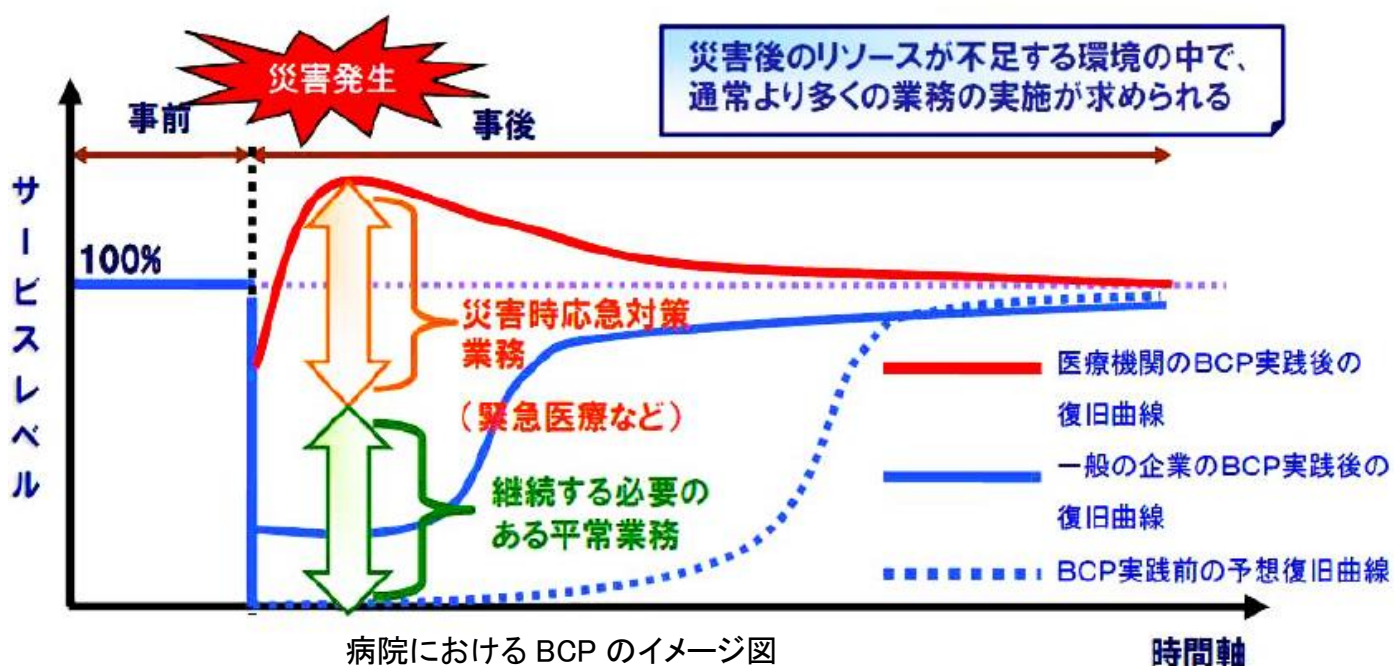 災害発生
災害後のリソースが不足する環境の中で、
通常より多くの業務の実施が求められる
事前
事後
サービスレベル
100%
災害時応急対策
業務
(緊急医療など)
継続する必要の
ある平常業務
医療機関のBCP実践後の
復旧曲線
一般の企業のBCP実践後の
復旧曲線
BCP実践前の予想復旧曲線
病院における BCP のイメージ図
時間軸